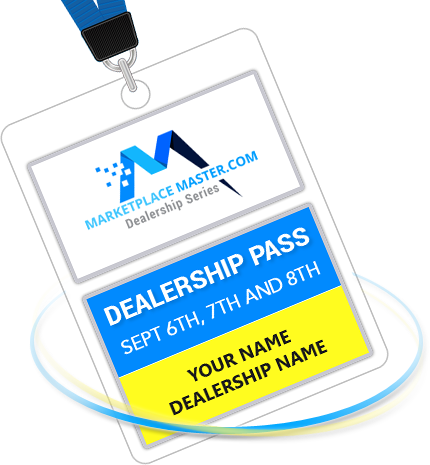 MARKETPLACE MASTER.COM
Dealership Series
DEALERSHIP PASS
SEPT 6TH, 7TH AND 8TH
YOUR NAME
DEALERSHIP NAME